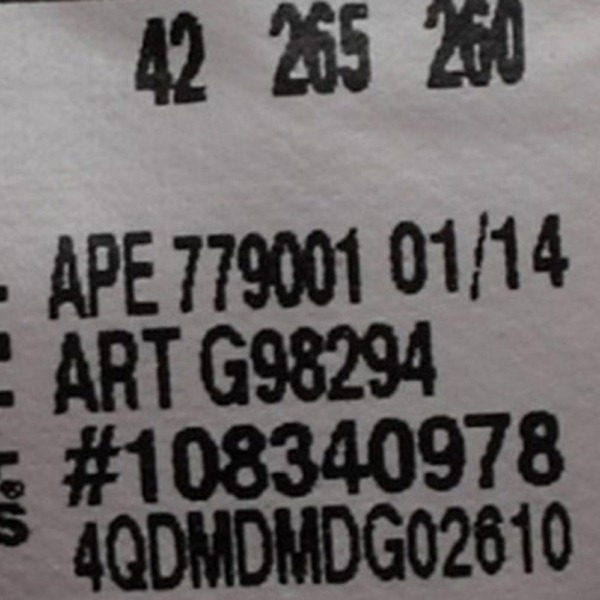 42 265 260
APE 779001 01/14
ART G98294
#108340978
4QDMDMDG02610